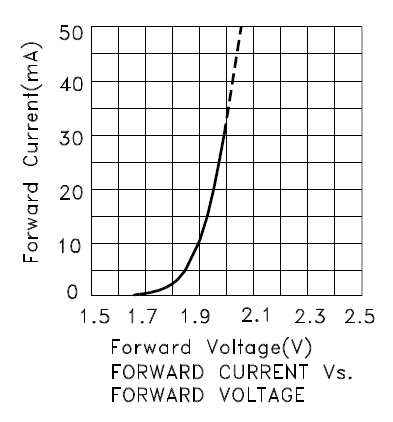 50
40
30
20
10
0
Forward Current(mA)
1.5 1.7 1.9 2.1 2.3 2.5
Forward Voltage(V)
FORWARD CURRENT Vs.
FORWARD VOLTAGE